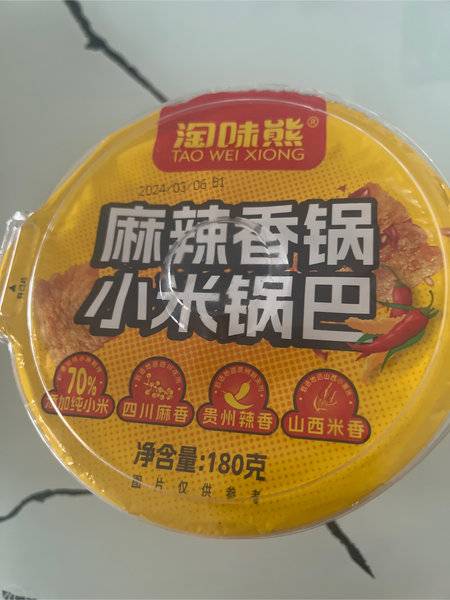 淘味熊®
TAO WEI XIONG
2024/03/06 B1
麻辣香锅
小米锅巴
70%
添加纯小米
四川麻香
贵州辣香
山西米香
净含量:180克
图片仅供参考